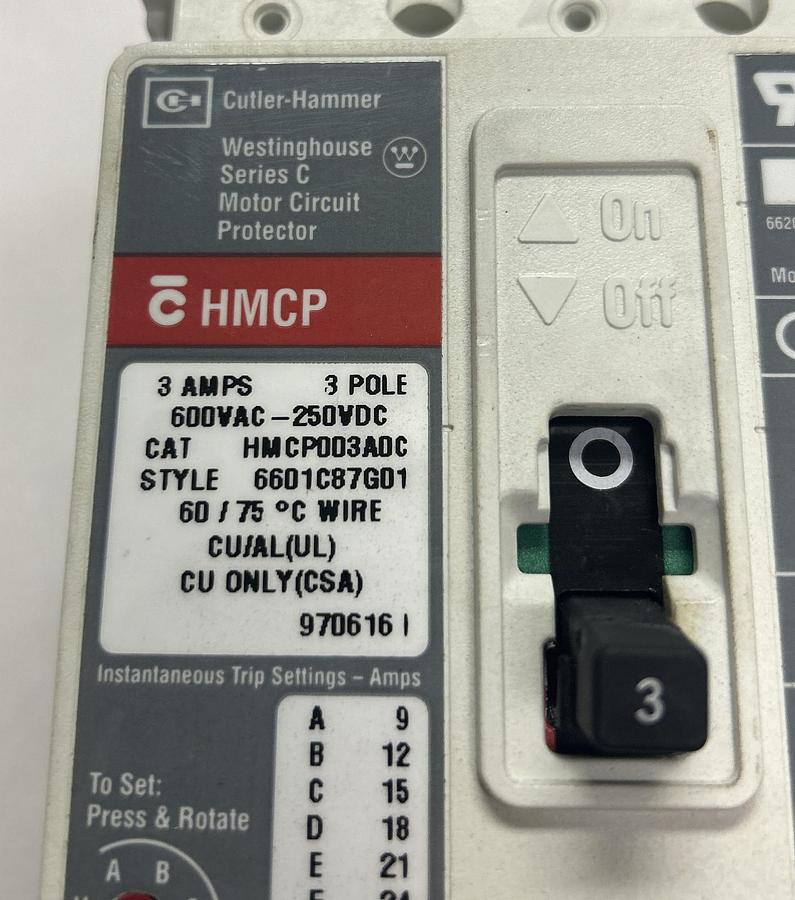 Cutler-Hammer
Westinghouse
Series C
Motor Circuit
Protector
C HMCP
3 AMPS 3 POLE
600VAC-250VDC
CAT HMCP003A0C
STYLE 6601C87G01
60 / 75 °C WIRE
CU/AL(UL)
CU ONLY(CSA)
970616 I
Instantaneous Trip Settings – Amps
A 9
B 12
C 15
D 18
E 21
To Set:
Press & Rotate
A B
On
Off
O
3